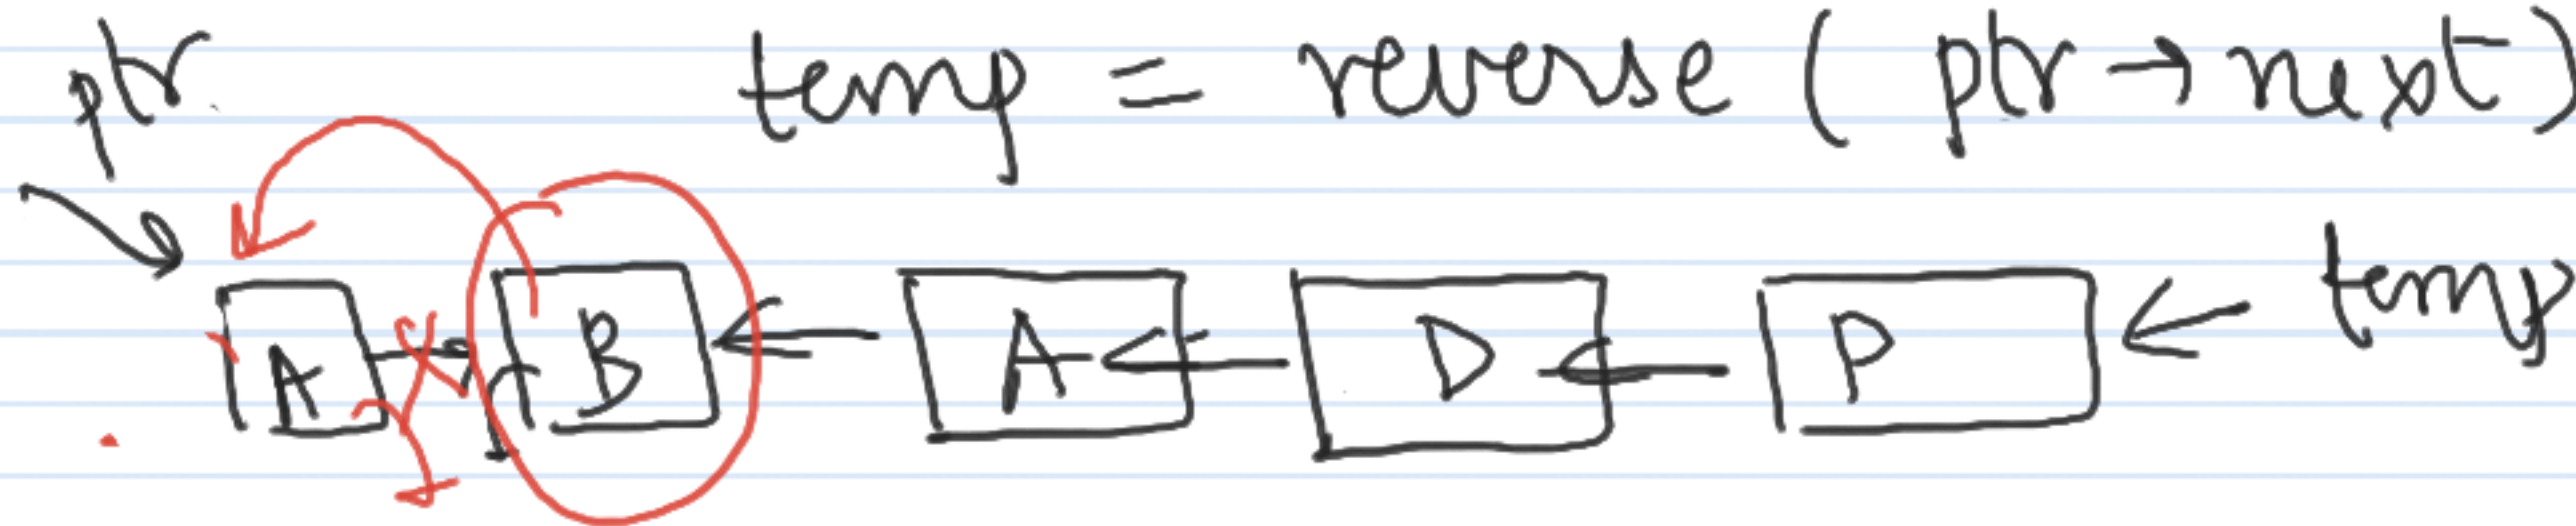 ptr temp = reverse ( ptr → next )
temp
A B A D P